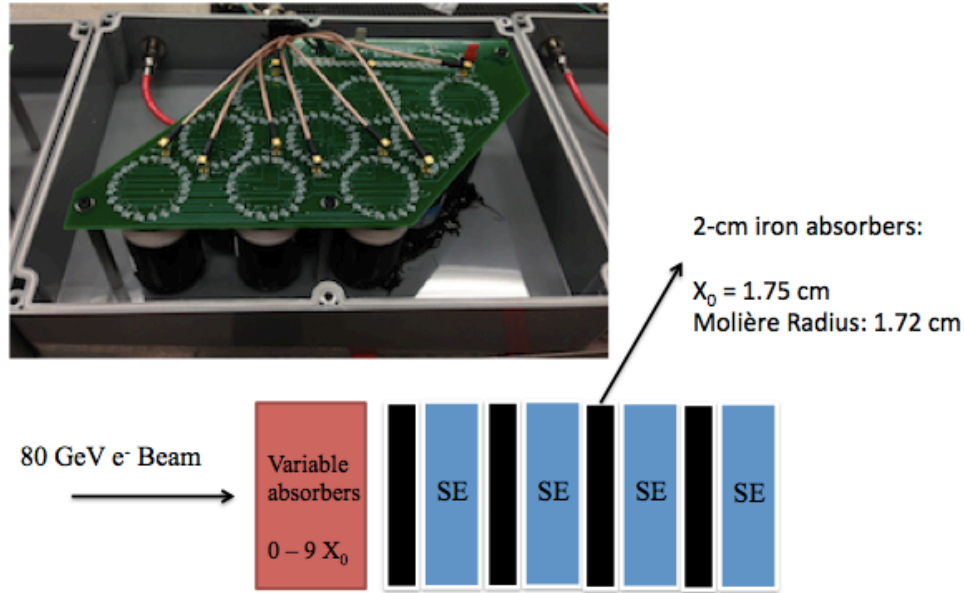 2-cm iron absorbers:
X₀ = 1.75 cm
Molière Radius: 1.72 cm
80 GeV e⁻ Beam
Variable
absorbers
0 – 9 X₀
SE
SE
SE
SE